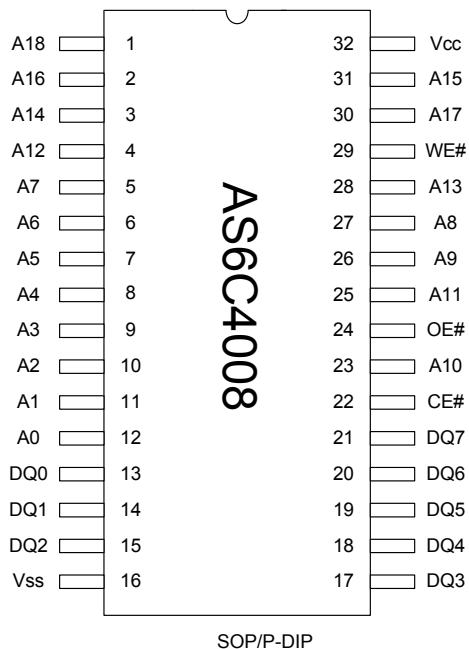 A18 1 32 Vcc
A16 2 31 A15
A14 3 30 A17
A12 4 29 WE#
A7 5 28 A13
A6 6 27 A8
A5 7 26 A9
A4 8 25 A11
A3 9 24 OE#
A2 10 23 A10
A1 11 22 CE#
A0 12 21 DQ7
DQ0 13 20 DQ6
DQ1 14 19 DQ5
DQ2 15 18 DQ4
Vss 16 17 DQ3
AS6C4008
SOP/P-DIP